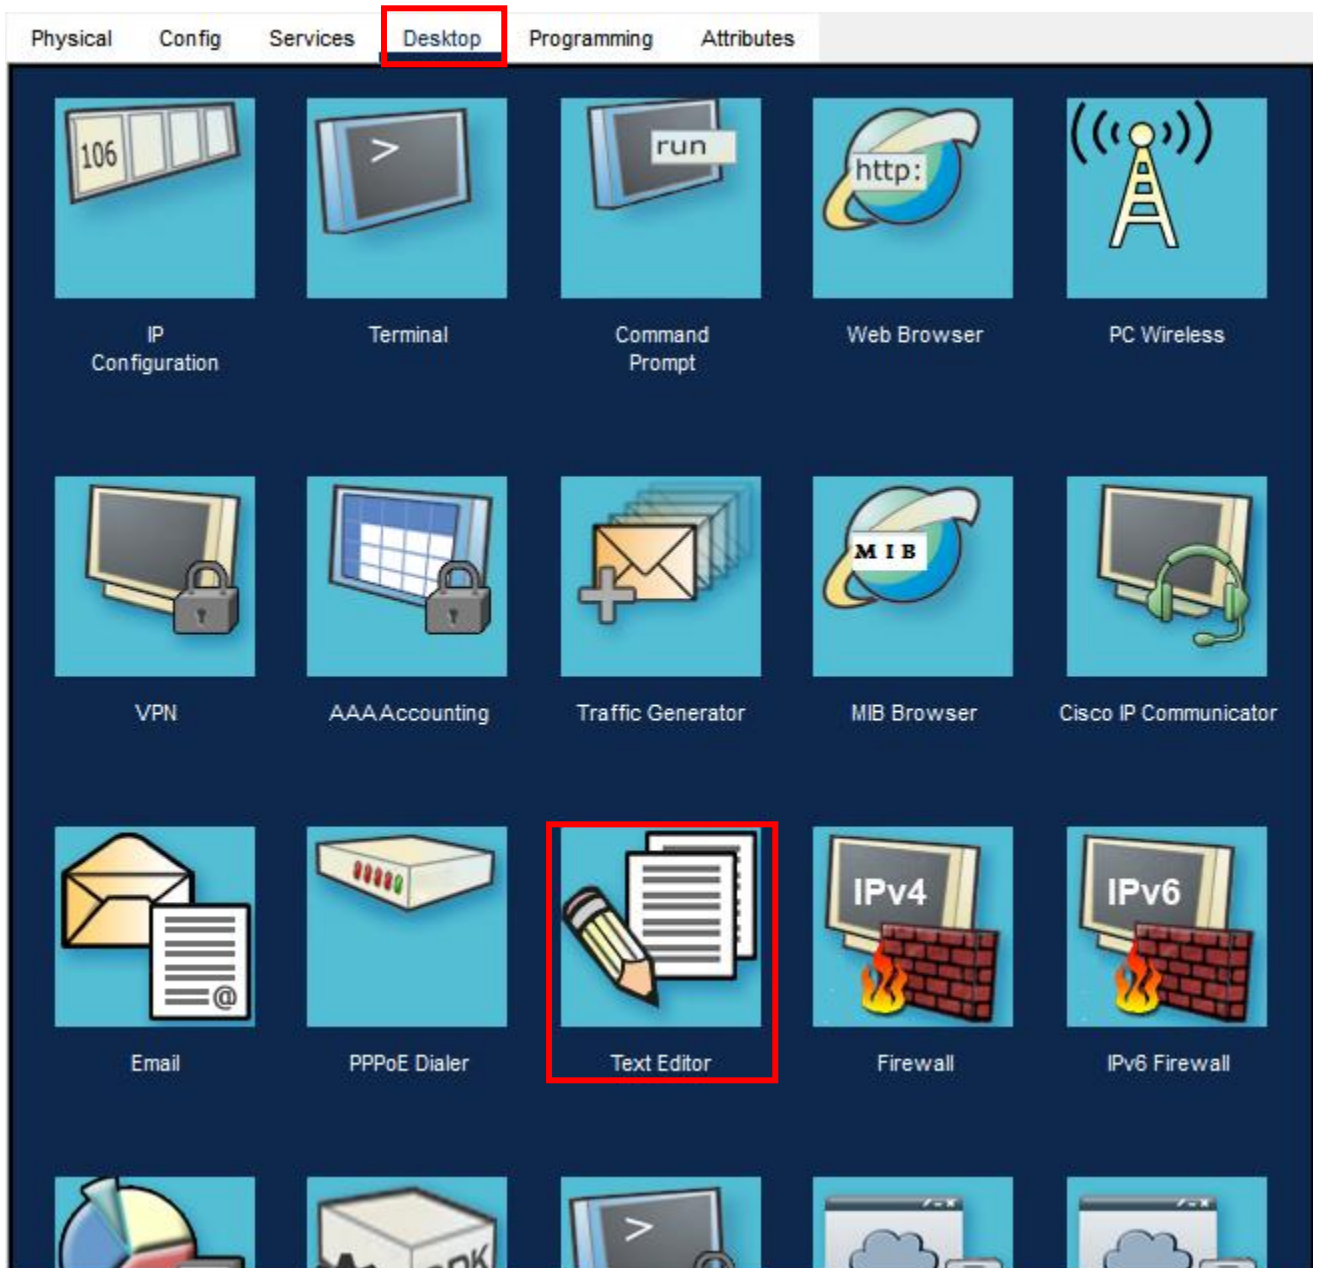 Physical Config Services Desktop Programming Attributes
106
>
run
http:
IP
Configuration
Terminal
Command
Prompt
Web Browser
PC Wireless
MIB
VPN
AAA Accounting
Traffic Generator
MIB Browser
Cisco IP Communicator
@
IPv4
IPv6
Email
PPPoE Dialer
Text Editor
Firewall
IPv6 Firewall
>